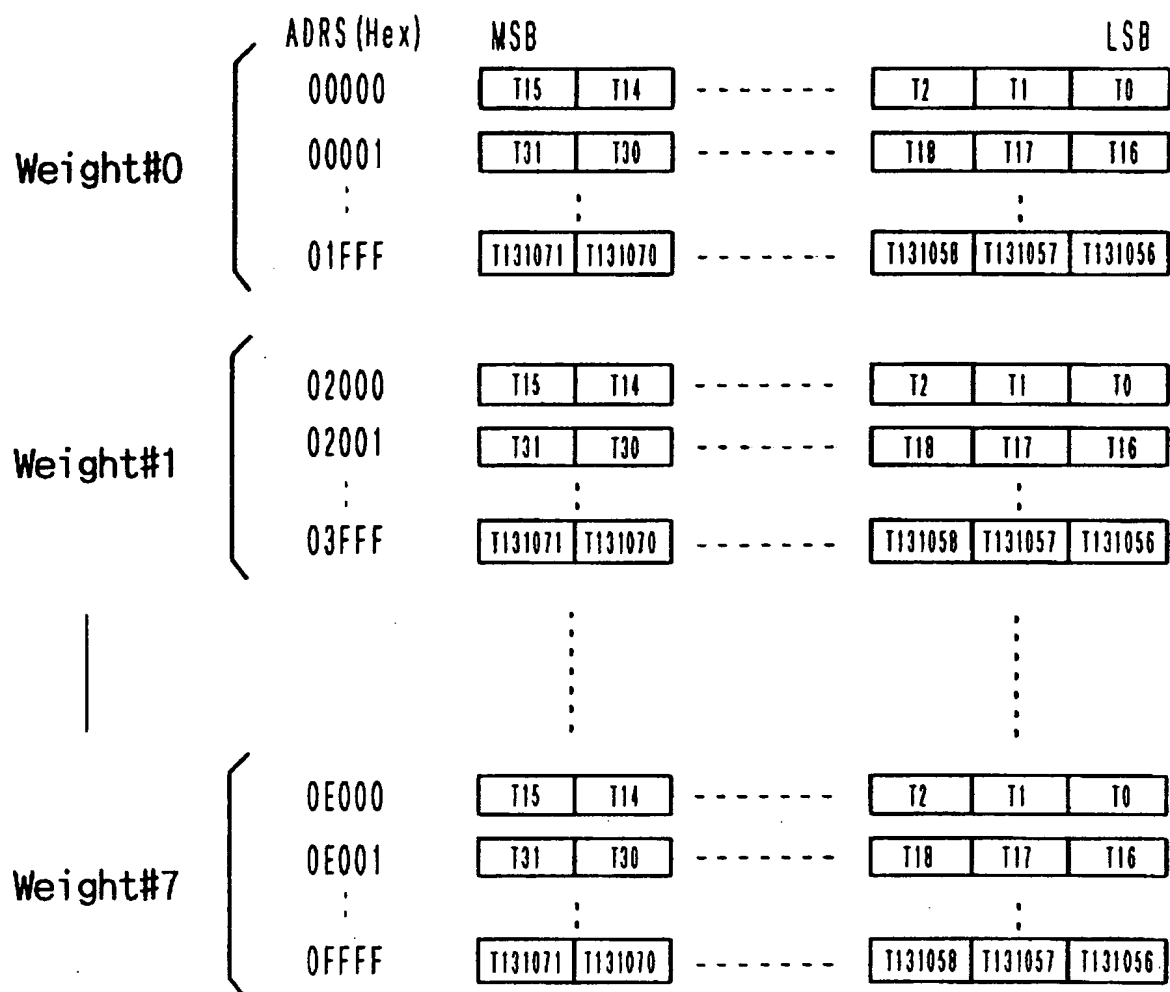 ADRS(Hex) MSB LSB
00000 T15 T14 T2 T1 T0
Weight#0
00001 T31 T30 T18 T17 T16
01FFF T131071 T131070 T131058 T131057 T131056
02000 T15 T14 T2 T1 T0
Weight#1
02001 T31 T30 T18 T17 T16
03FFF T131071 T131070 T131058 T131057 T131056
0E000 T15 T14 T2 T1 T0
0E001 T31 T30 T18 T17 T16
Weight#7
0FFFF T131071 T131070 T131058 T131057 T131056